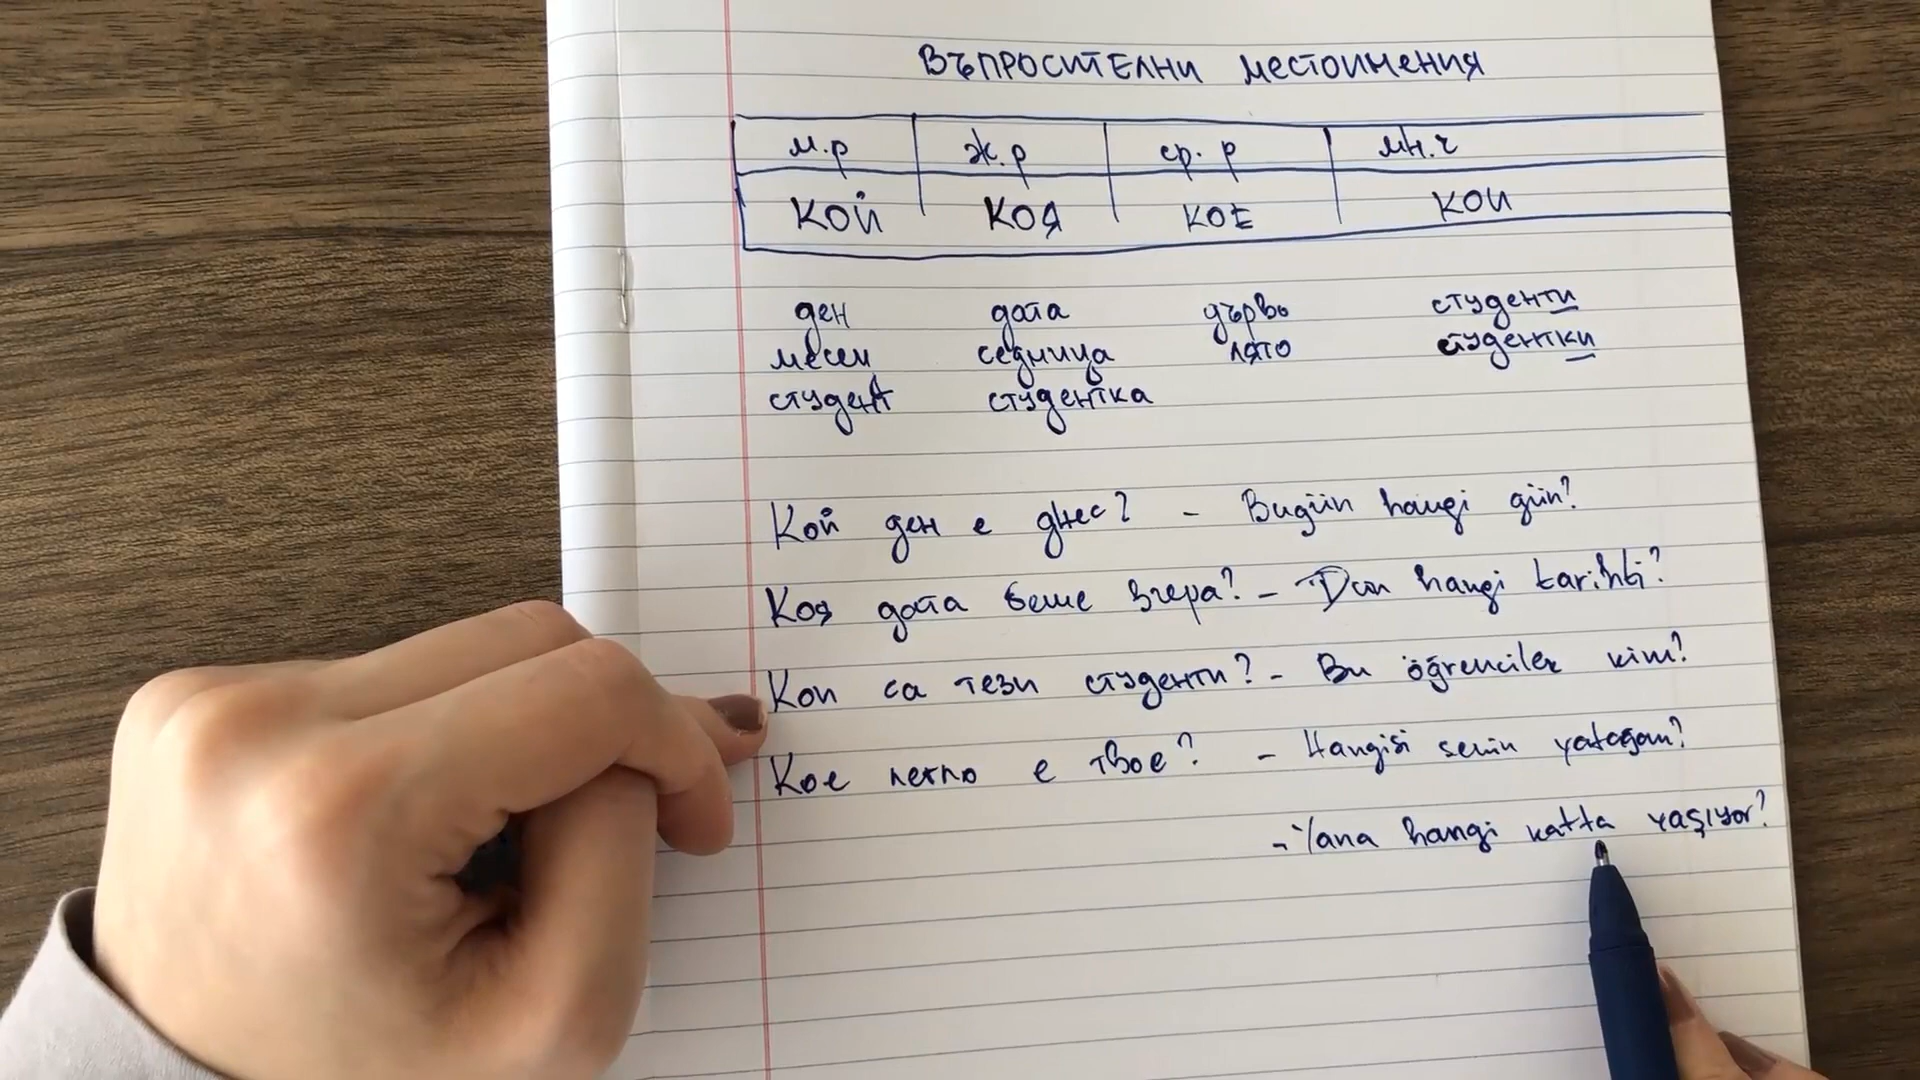 ВЪПРОСИТЕЛНИ МЕСТОИМЕНИЯ
м.р ж.р ср.р мн.ч
КОЙ КОЯ КОЕ КОИ
ден дата дърво студенти
месец седмица лято студентки
студент студентка
Кой ден е днес? - Bugün hangi gün?
Коя дата беше вчера? - Dün hangi tarihti?
Кои са тези студенти? - Bu öğrenciler kim?
Кое легло е твое? - Hangisi senin yatağın?
- Yana hangi katta yaşıyor?